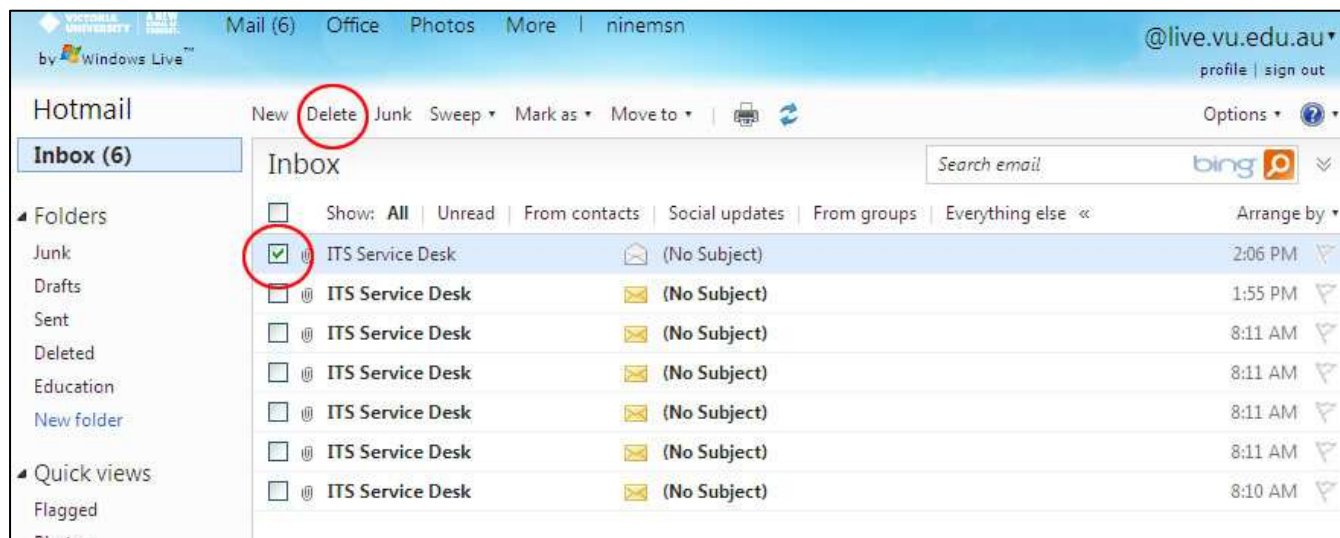 VICTORIA UNIVERSITY
Mail (6) Office Photos More | ninemsn
@live.vu.edu.au
by Windows Live™
profile | sign out
Hotmail
New Delete Junk Sweep Mark as Move to | Options
Inbox (6)
Inbox
Search email bing
Folders
Show: All | Unread | From contacts | Social updates | From groups | Everything else « Arrange by
Junk
ITS Service Desk (No Subject) 2:06 PM
Drafts
ITS Service Desk (No Subject) 1:55 PM
Sent
ITS Service Desk (No Subject) 8:11 AM
Deleted
ITS Service Desk (No Subject) 8:11 AM
Education
New folder
ITS Service Desk (No Subject) 8:11 AM
ITS Service Desk (No Subject) 8:11 AM
Quick views
ITS Service Desk (No Subject) 8:10 AM
Flagged